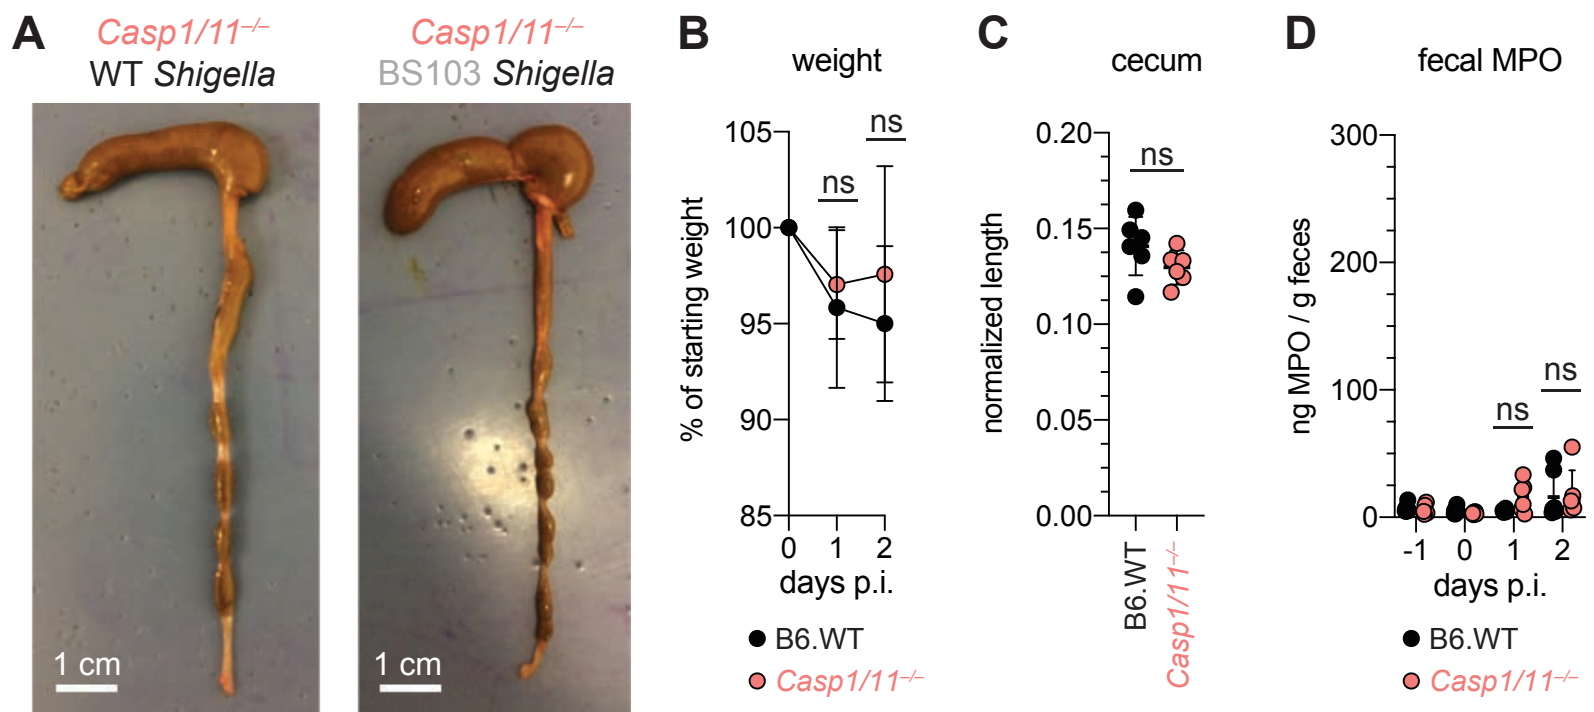 A
Casp1/11–/–
WT Shigella
1 cm
Casp1/11–/–
BS103 Shigella
1 cm
B
weight
% of starting weight
105
100
95
90
85
ns
ns
0 1 2
days p.i.
B6.WT
Casp1/11–/–
C
cecum
normalized length
0.20
0.15
0.10
0.05
0.00
ns
B6.WT
Casp1/11–/–
D
fecal MPO
ng MPO / g feces
300
200
100
0
ns
ns
-1 0 1 2
days p.i.
B6.WT
Casp1/11–/–